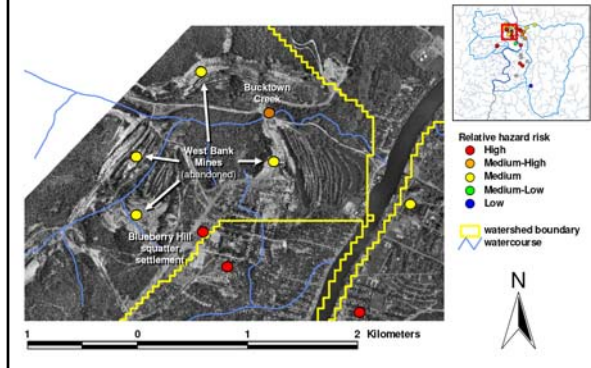 Bucktown
Creek
West Bank
Mines
(abandoned)
Blueberry Hill
squatter
settlement
Relative hazard risk
High
Medium-High
Medium
Medium-Low
Low
watershed boundary
watercourse
N
1 0 1 2 Kilometers